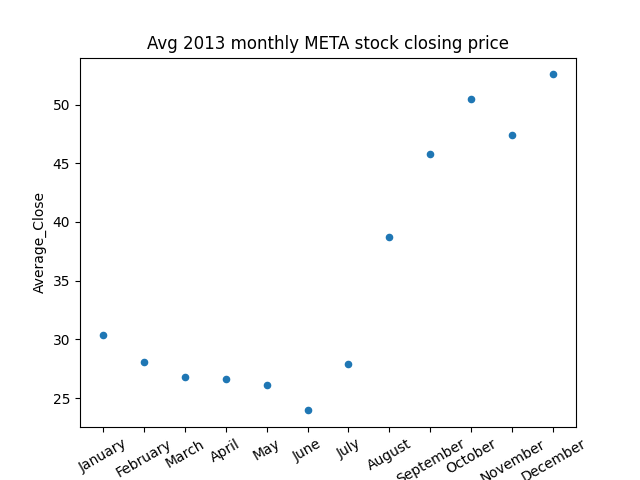 Avg 2013 monthly META stock closing price
Average_Close
50
45
40
35
30
25
January
February
March
April
May
June
July
August
September
October
November
December